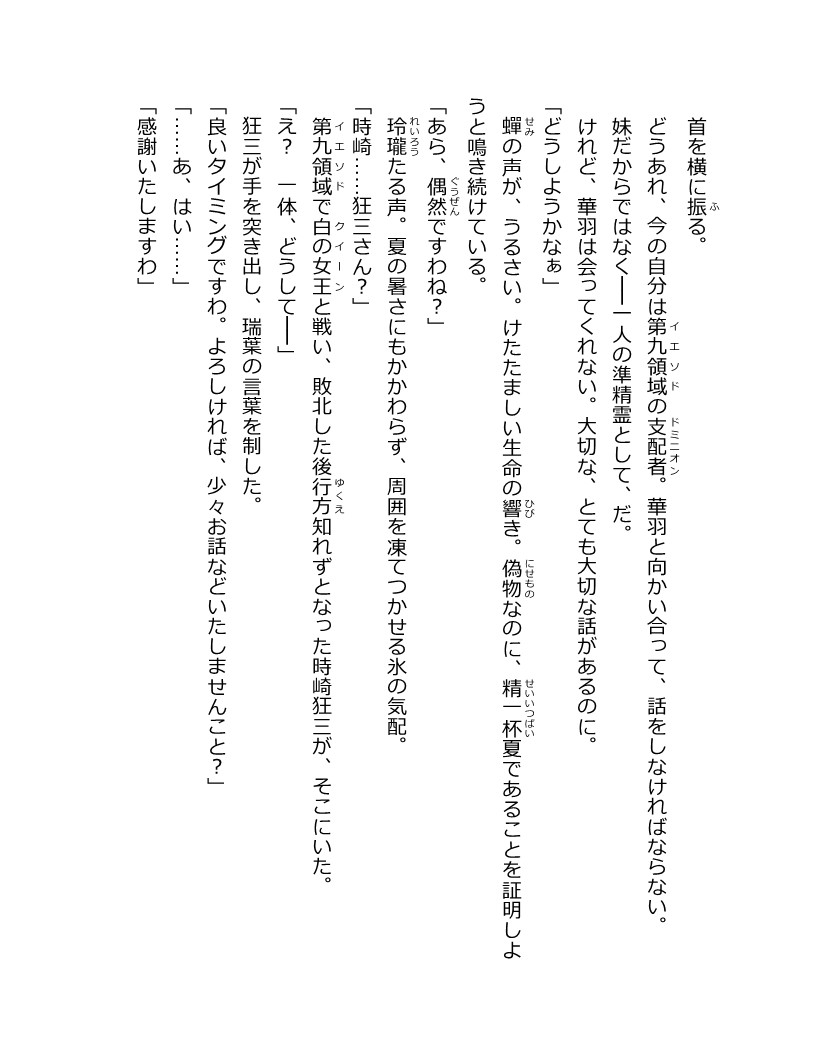 首を横に振る。
どうあれ、今の自分は第九領域の支配者。華羽と向かい合って、話をしなければならない。
妹だからではなく――一人の準精霊として、だ。
けれど、華羽は会ってくれない。大切な、とても大切な話があるのに。
「どうしようかなぁ」
蟬の声が、うるさい。けたたましい生命の響き。偽物なのに、精一杯夏であることを証明しよ
うと鳴き続けている。
「あら、偶然ですわね？」
玲瓏たる声。夏の暑さにもかかわらず、周囲を凍てつかせる氷の気配。
「時崎……狂三さん？」
第九領域で白の女王と戦い、敗北した後行方知れずとなった時崎狂三が、そこにいた。
「え？　一体、どうして――」
狂三が手を突き出し、瑞葉の言葉を制した。
「良いタイミングですわ。よろしければ、少々お話などいたしませんこと？」
「……あ、はい……」
「感謝いたしますわ」